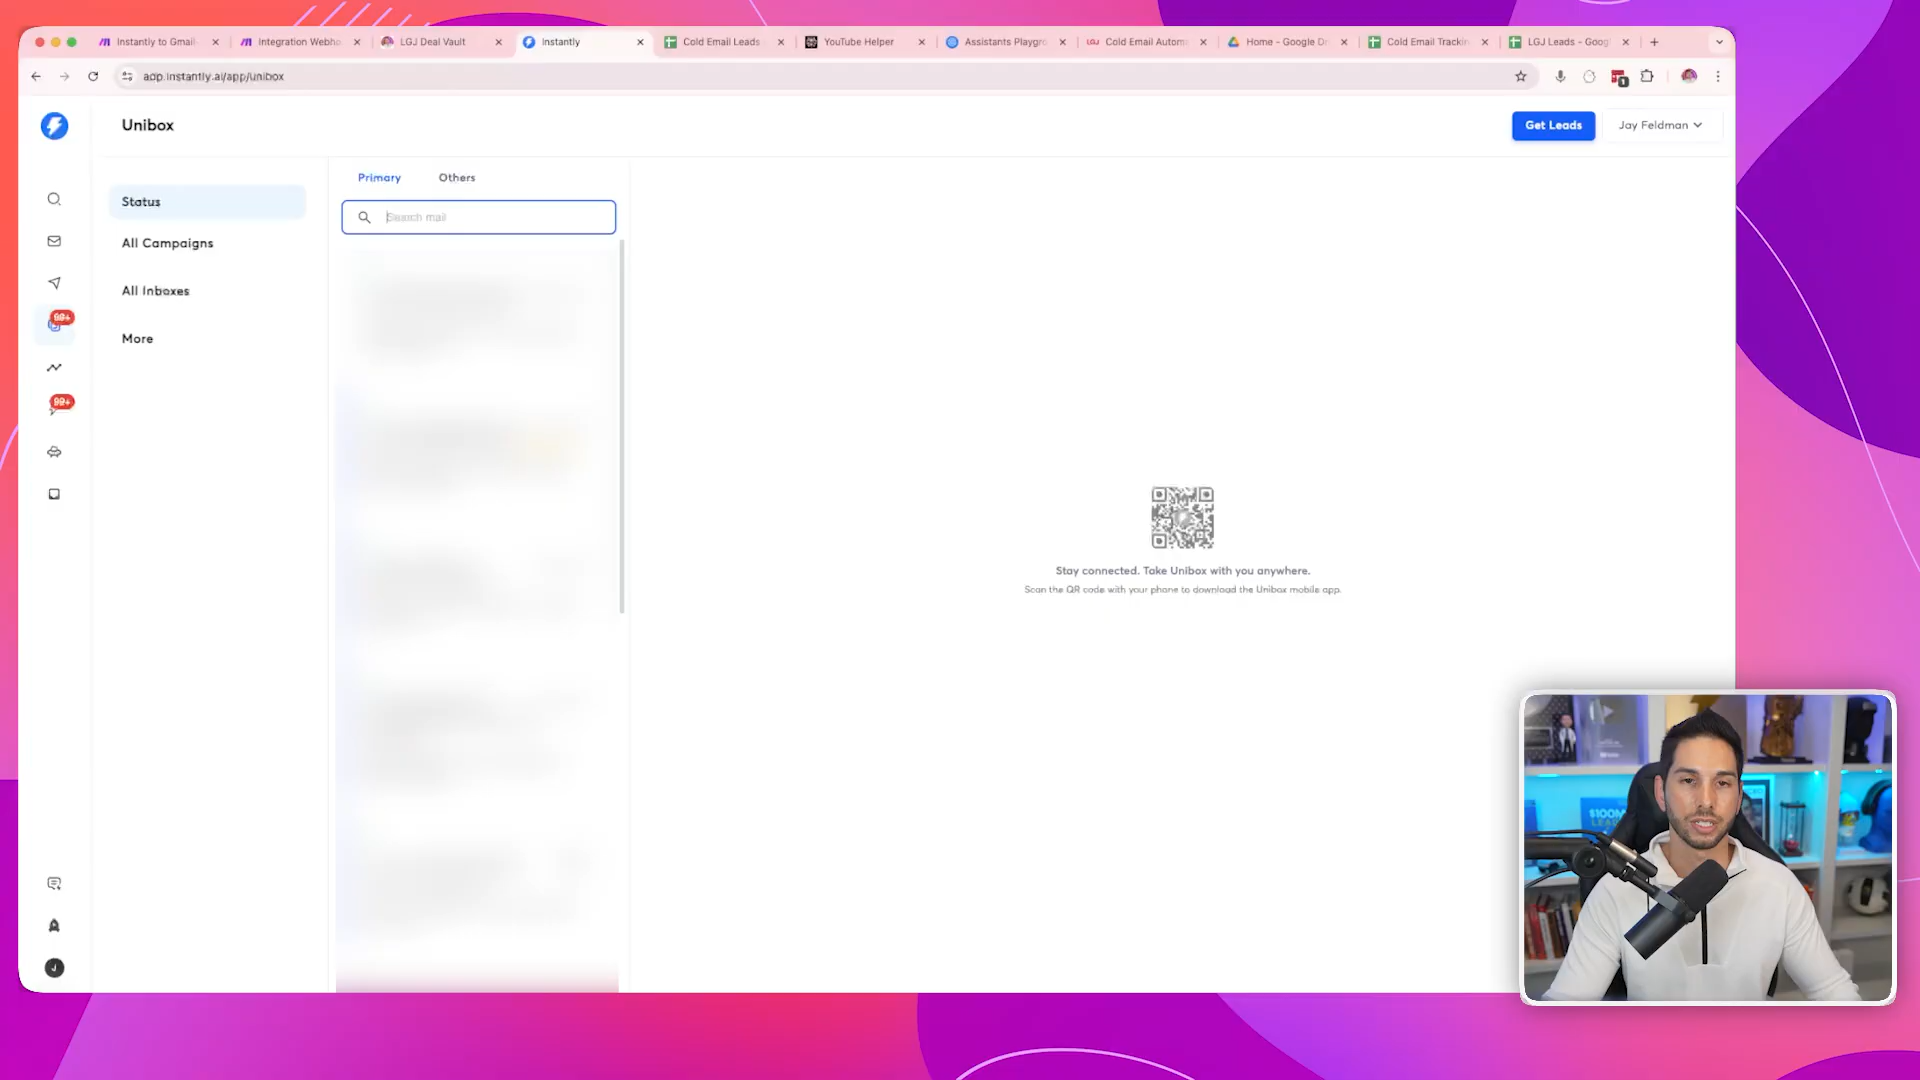 Instantly to Gmail
Integration Webho
LGJ Deal Vault
Instantly
Cold Email Leads
YouTube Helper
Assistants Playgro
Cold Email Autom
Home - Google Dr
Cold Email Trackin
LGJ Leads - Goog
app.instantly.ai/app/unibox
Unibox
Get Leads
Jay Feldman
Primary
Others
Status
Search mail
All Campaigns
All Inboxes
99+
More
99+
Stay connected. Take Unibox with you anywhere.
Scan the QR code with your phone to download the Unibox mobile app.
J
$100M
LEADS